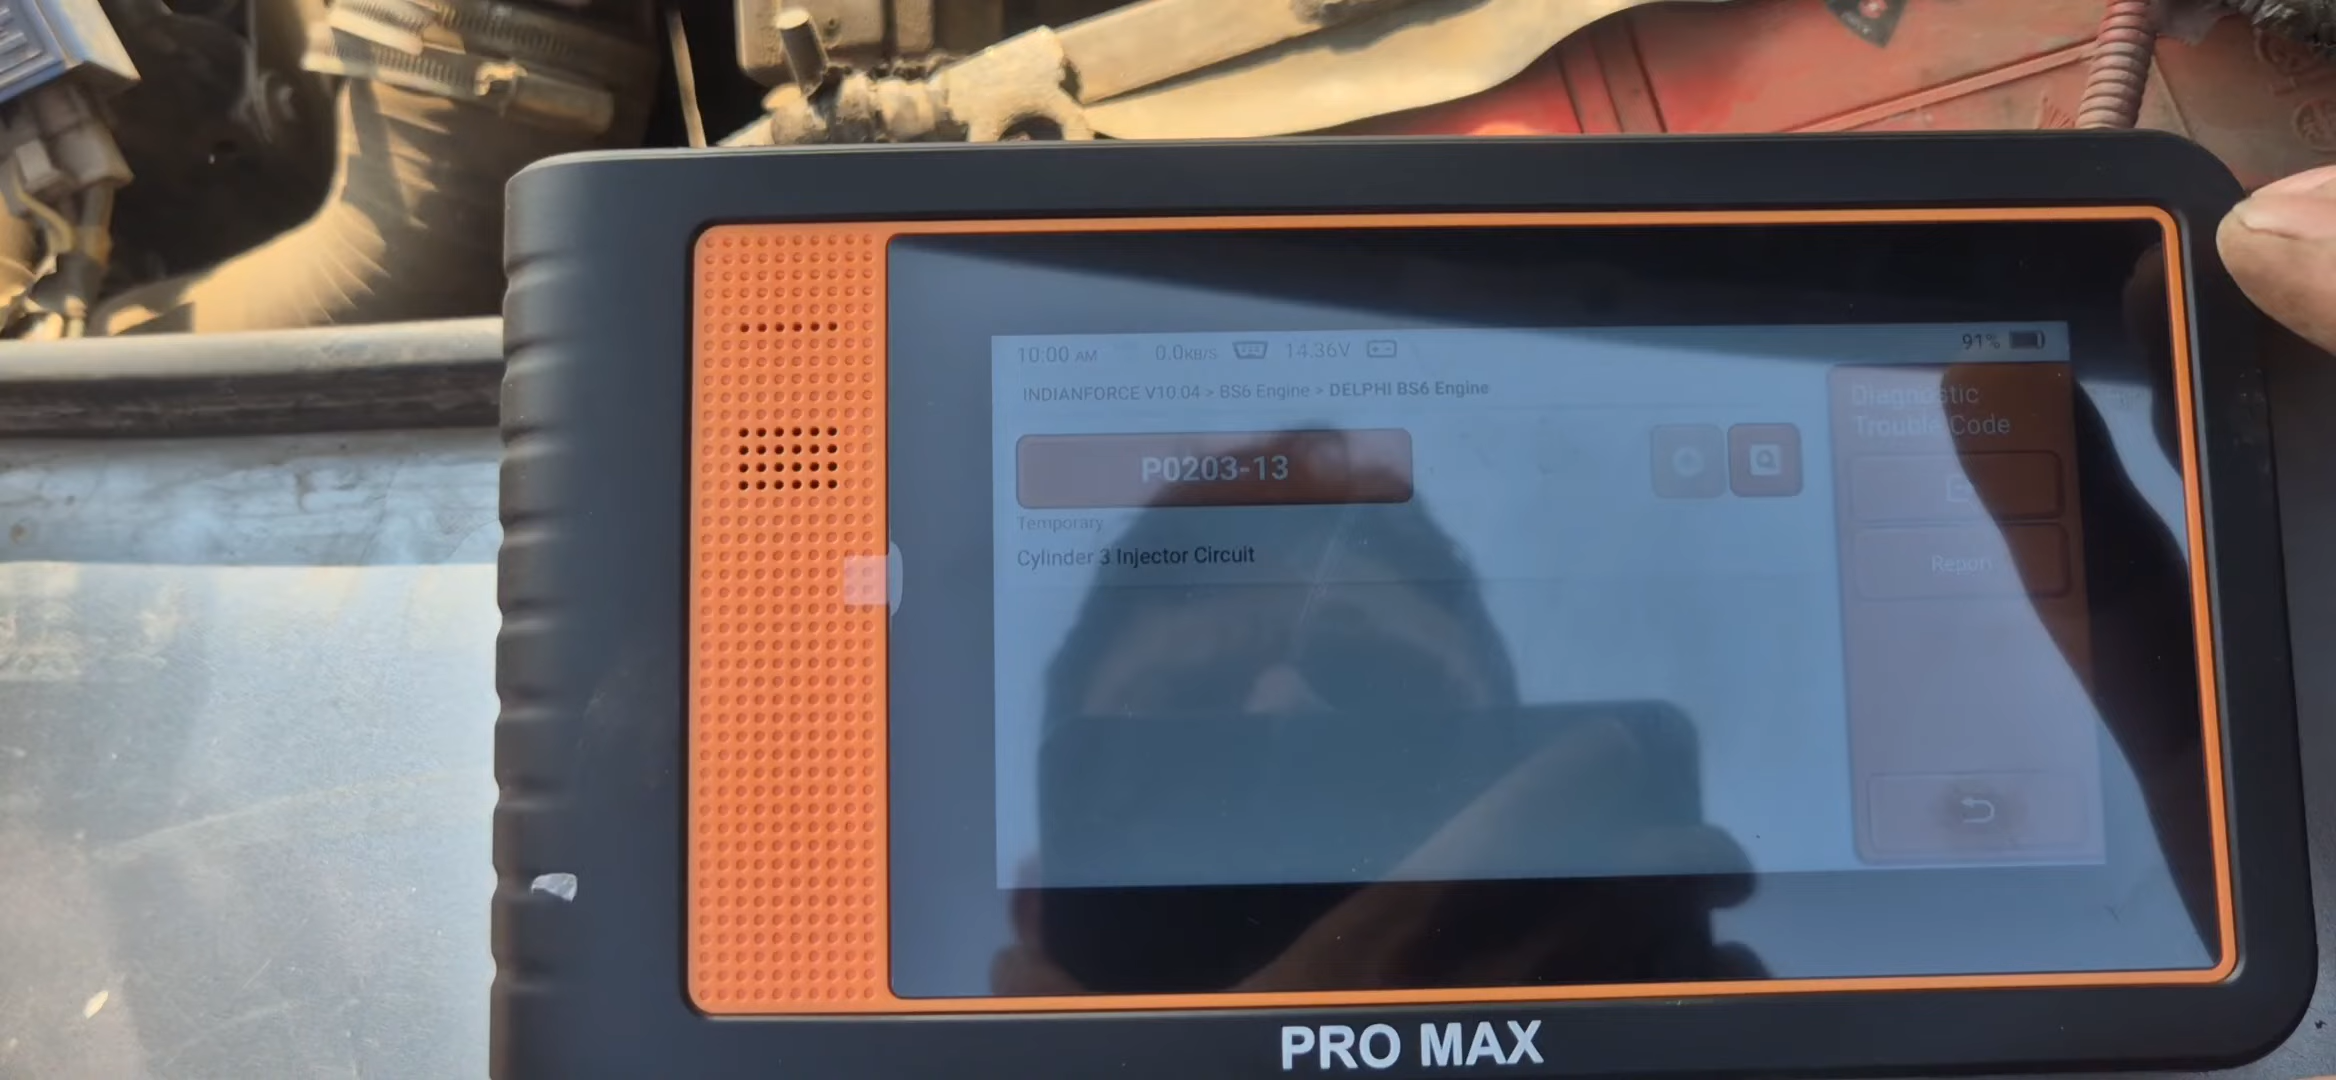 10:00 AM 0.0KB/S 14.36V 91%
INDIANFORCE V10.04 > BS6 Engine > DELPHI BS6 Engine
Diagnostic
Trouble Code
P0203-13
Temporary
Cylinder 3 Injector Circuit
Report
PRO MAX